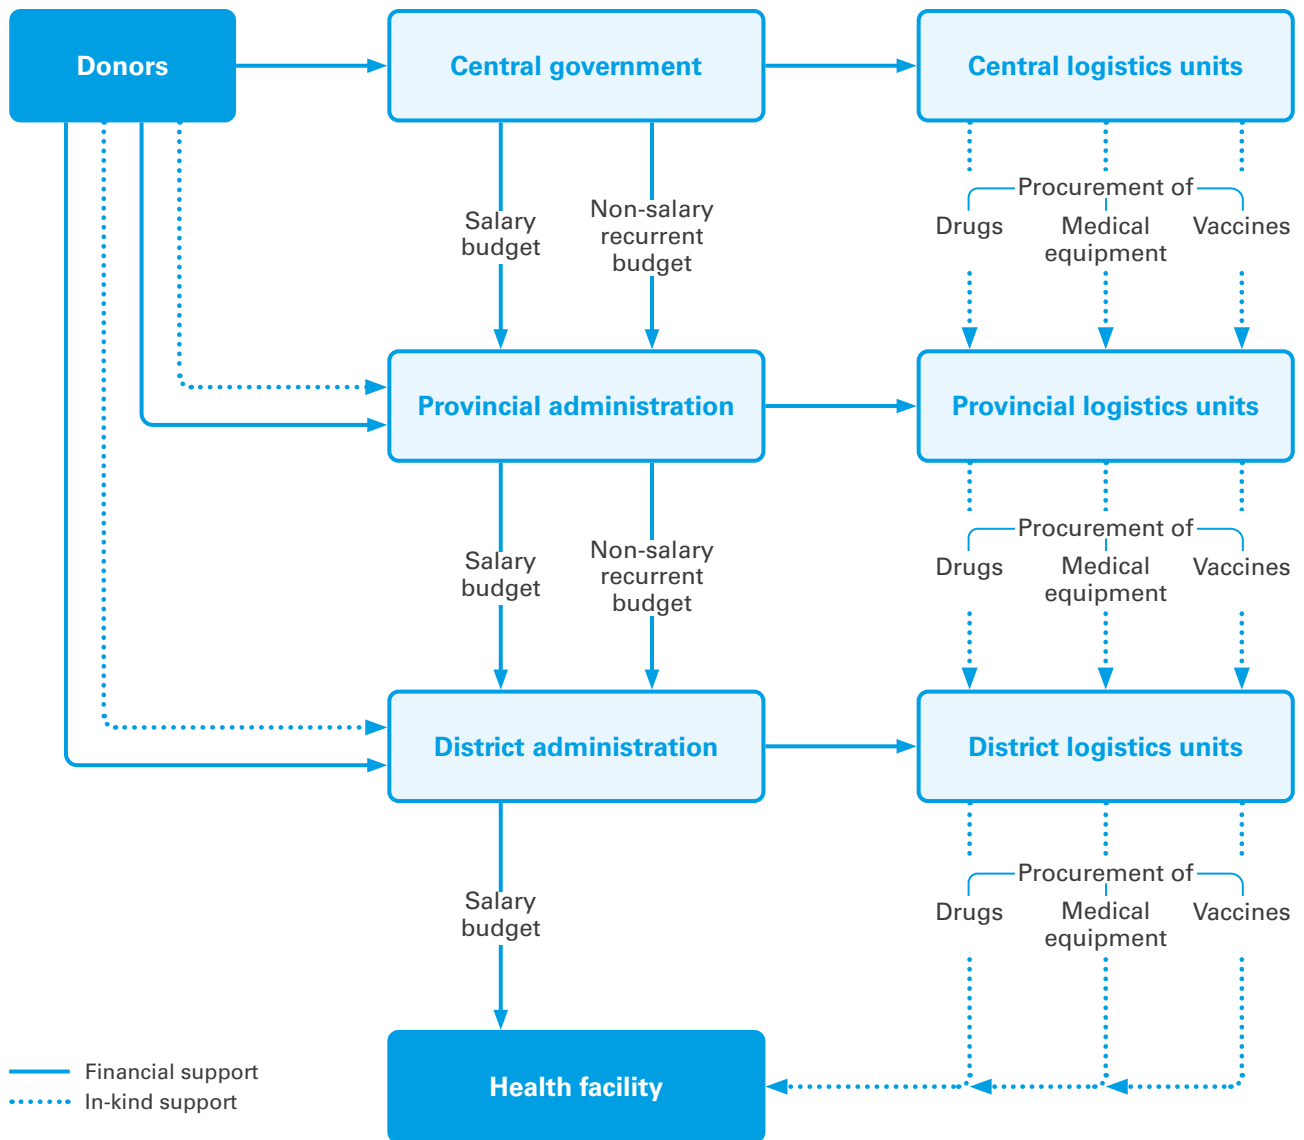 Donors
Central government
Central logistics units
Salary
budget
Non-salary
recurrent
budget
Procurement of
Drugs
Medical
equipment
Vaccines
Provincial administration
Provincial logistics units
Salary
budget
Non-salary
recurrent
budget
Procurement of
Drugs
Medical
equipment
Vaccines
District administration
District logistics units
Salary
budget
Procurement of
Drugs
Medical
equipment
Vaccines
Health facility
Financial support
In-kind support